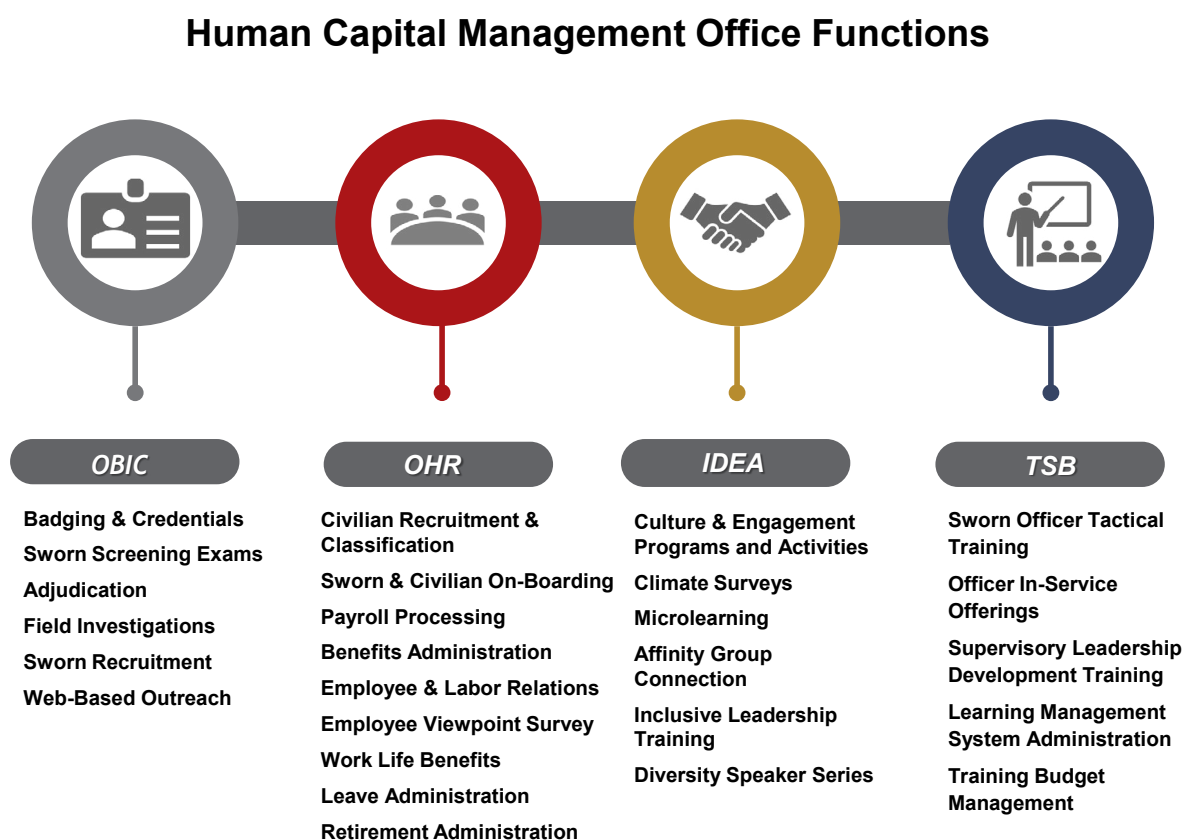 Human Capital Management Office Functions
OBIC
Badging & Credentials
Sworn Screening Exams
Adjudication
Field Investigations
Sworn Recruitment
Web-Based Outreach
OHR
Civilian Recruitment &
Classification
Sworn & Civilian On-Boarding
Payroll Processing
Benefits Administration
Employee & Labor Relations
Employee Viewpoint Survey
Work Life Benefits
Leave Administration
Retirement Administration
IDEA
Culture & Engagement
Programs and Activities
Climate Surveys
Microlearning
Affinity Group
Connection
Inclusive Leadership
Training
Diversity Speaker Series
TSB
Sworn Officer Tactical
Training
Officer In-Service
Offerings
Supervisory Leadership
Development Training
Learning Management
System Administration
Training Budget
Management